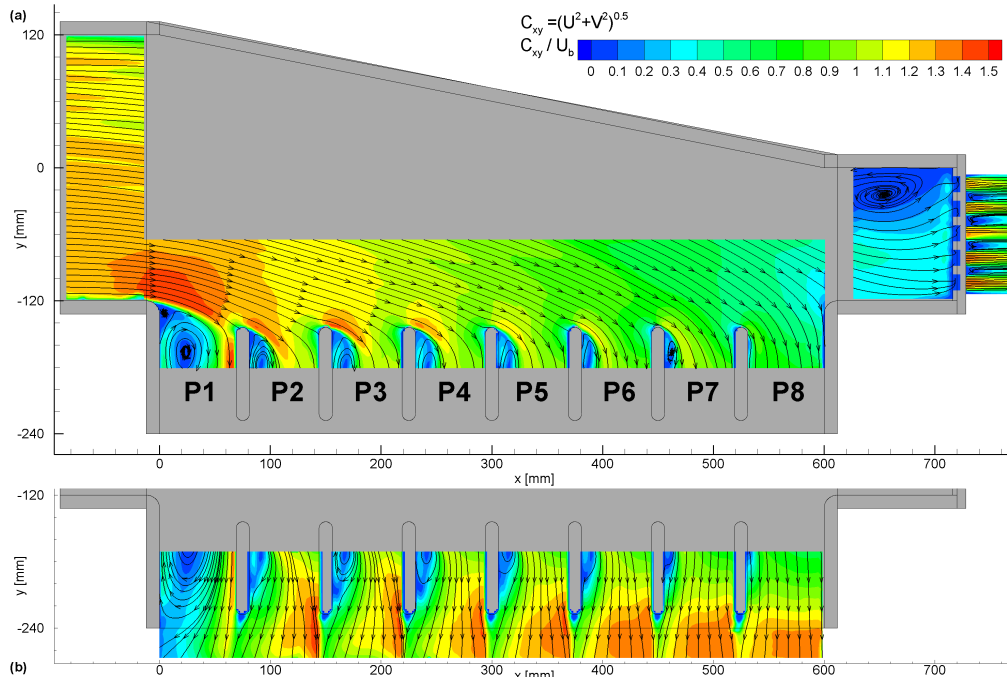 (a)
C_xy =(U²+V²)^0.5
C_xy / U_b
0 0.1 0.2 0.3 0.4 0.5 0.6 0.7 0.8 0.9 1 1.1 1.2 1.3 1.4 1.5
120
0
y [mm]
-120
P1 P2 P3 P4 P5 P6 P7 P8
-240
0 100 200 300 400 500 600 700
x [mm]
-120
y [mm]
-240
(b)
0 100 200 300 400 500 600 700
x [mm]